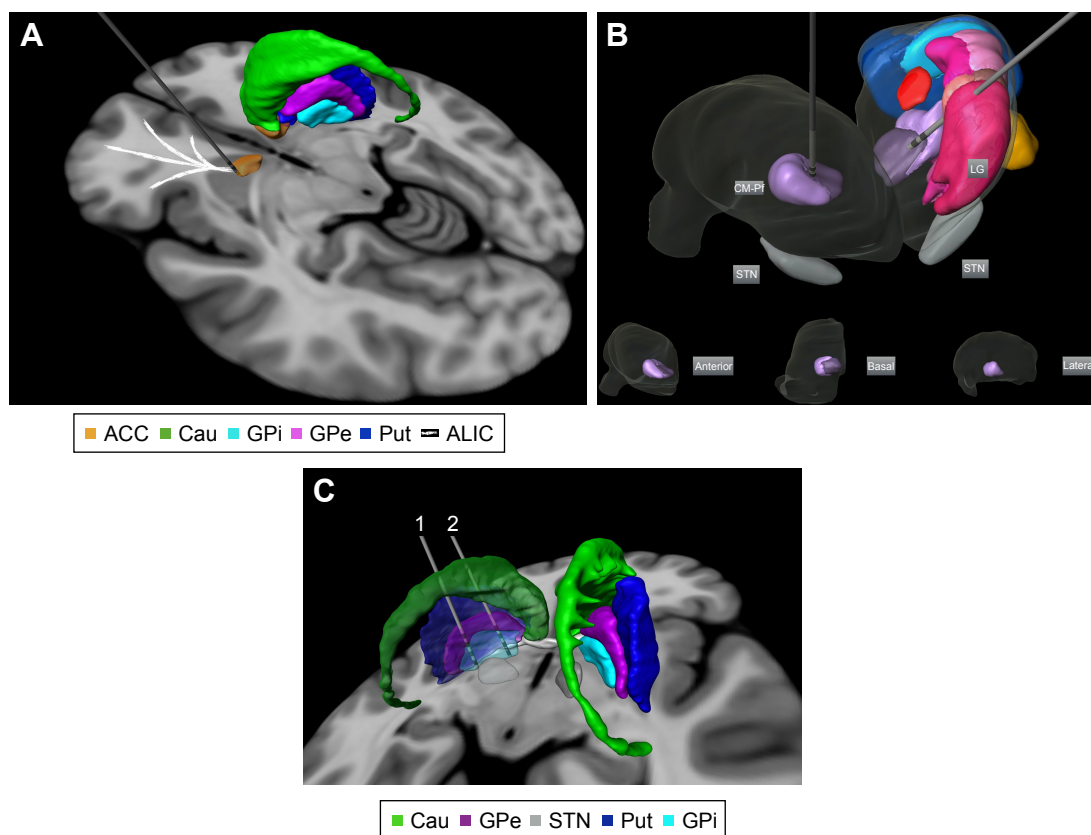 A
B
CM-Pf
LG
STN
STN
Anterior
Basal
Latera
ACC Cau GPi GPe Put ALIC
C
1 2
Cau GPe STN Put GPi